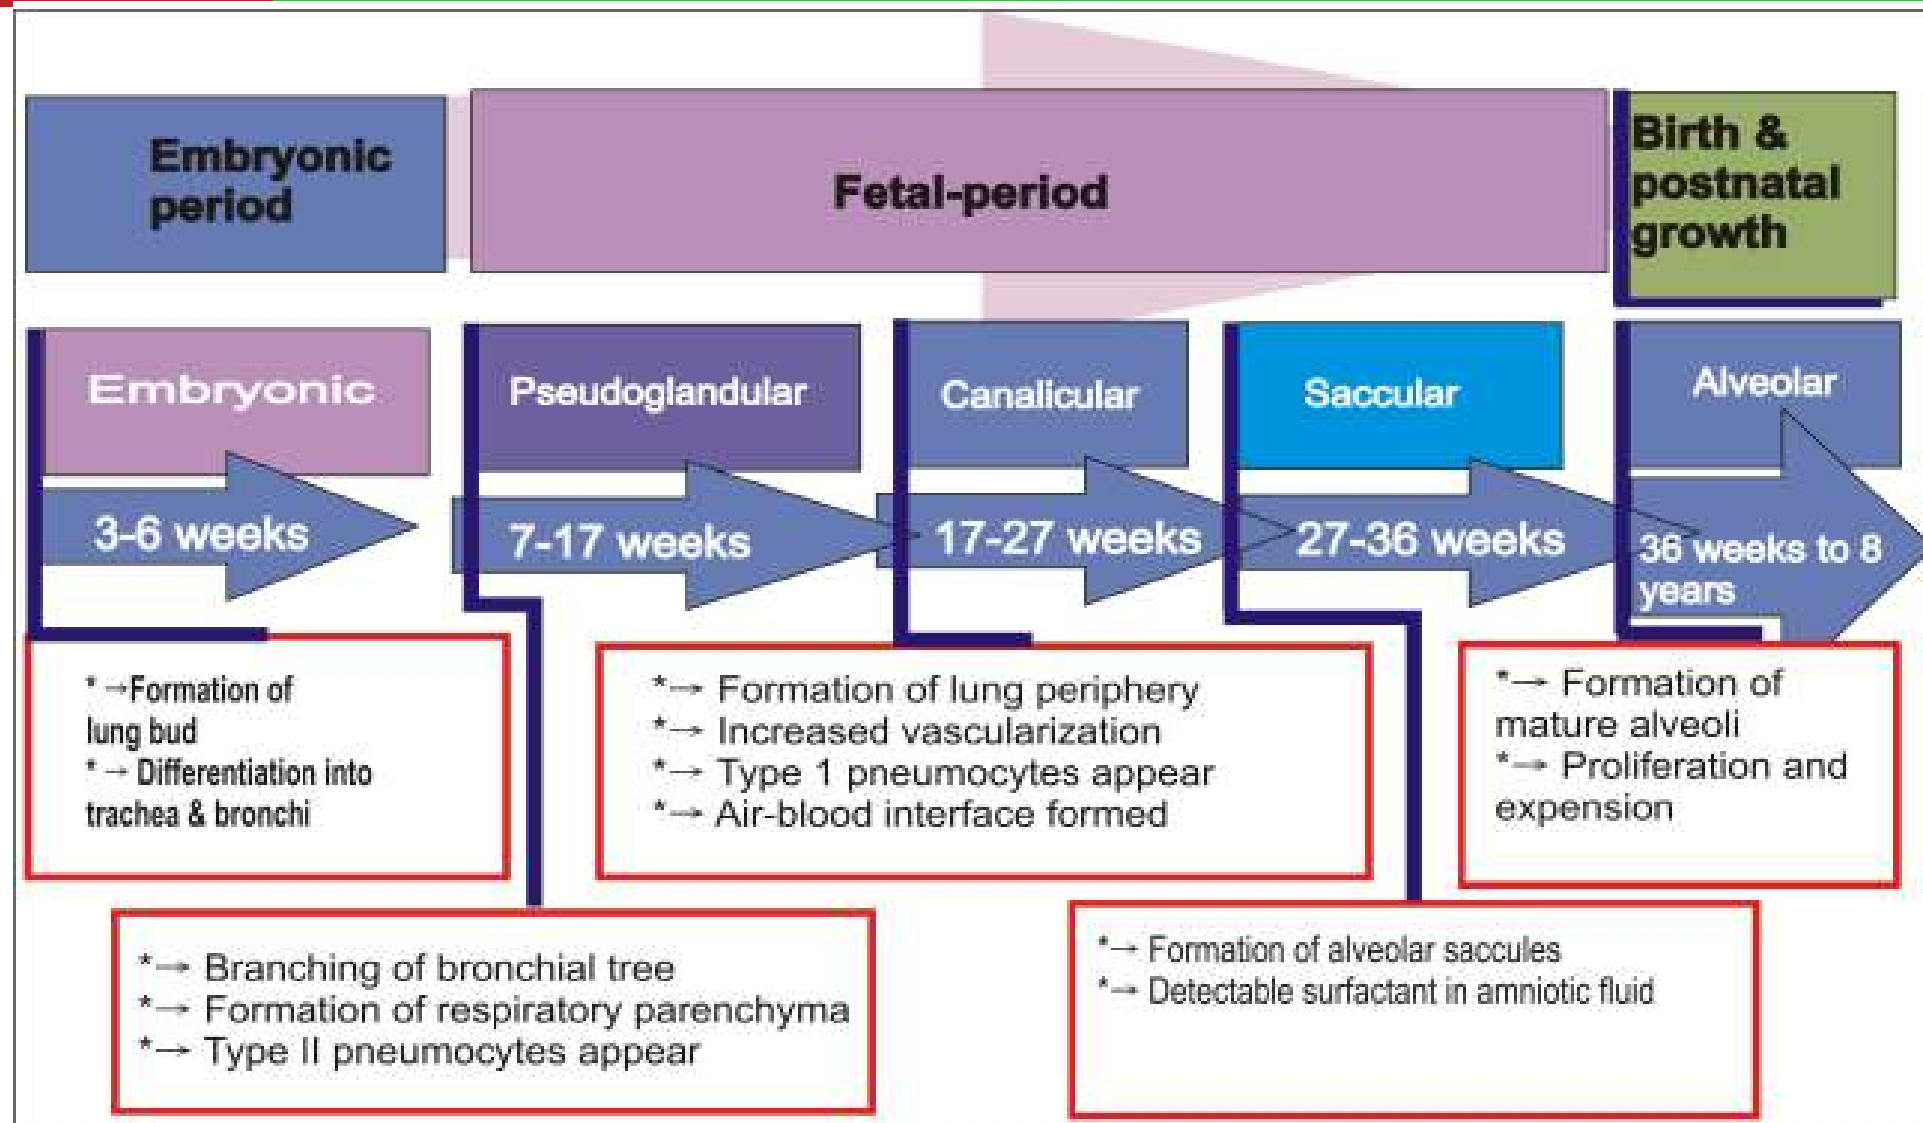 Embryonic
period
Fetal-period
Birth &
postnatal
growth
Embryonic
Pseudoglandular
Canalicular
Saccular
Alveolar
3-6 weeks
7-17 weeks
17-27 weeks
27-36 weeks
36 weeks to 8
years
* →Formation of
lung bud
* → Differentiation into
trachea & bronchi
*→ Formation of lung periphery
*→ Increased vascularization
*→ Type 1 pneumocytes appear
*→ Air-blood interface formed
*→ Formation of
mature alveoli
*→ Proliferation and
expension
*→ Branching of bronchial tree
*→ Formation of respiratory parenchyma
*→ Type II pneumocytes appear
*→ Formation of alveolar saccules
*→ Detectable surfactant in amniotic fluid